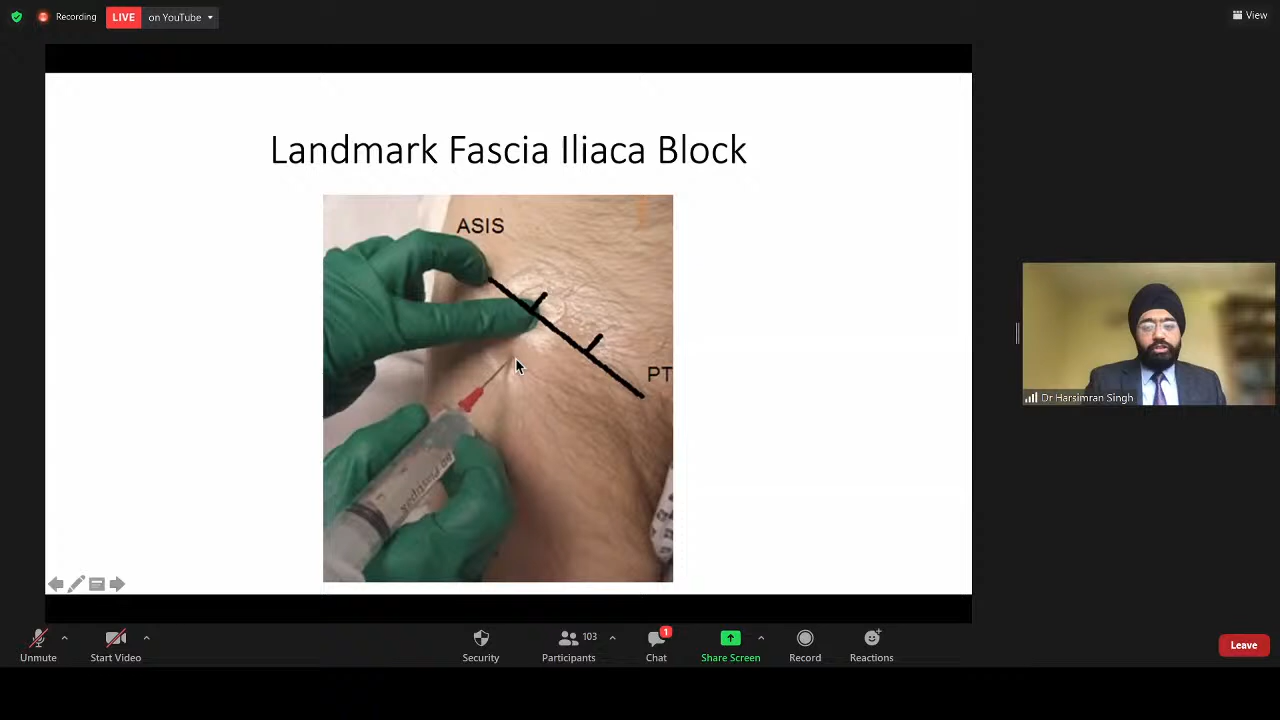 Recording
LIVE
on YouTube
View
Landmark Fascia Iliaca Block
ASIS
PT
Dr Harsimran Singh
Unmute
Start Video
Security
103
Participants
1
Chat
Share Screen
Record
Reactions
Leave